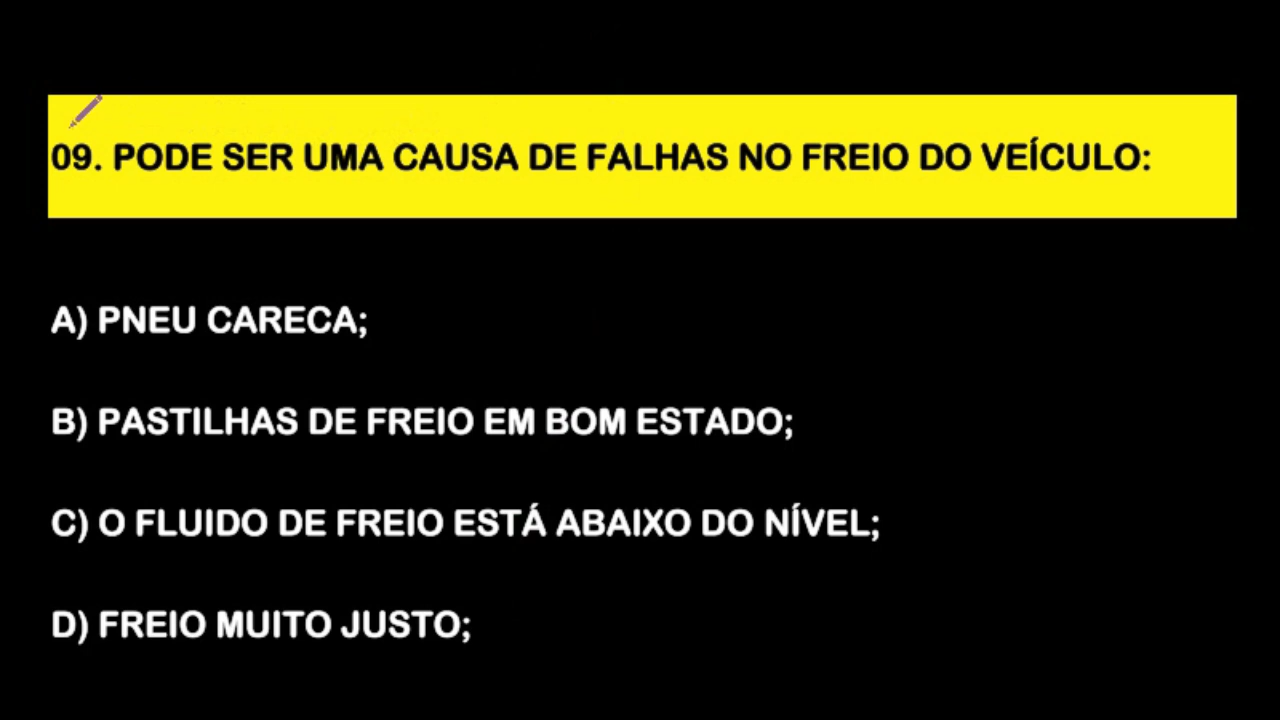 09. PODE SER UMA CAUSA DE FALHAS NO FREIO DO VEÍCULO:
A) PNEU CARECA;
B) PASTILHAS DE FREIO EM BOM ESTADO;
C) O FLUIDO DE FREIO ESTÁ ABAIXO DO NÍVEL;
D) FREIO MUITO JUSTO;